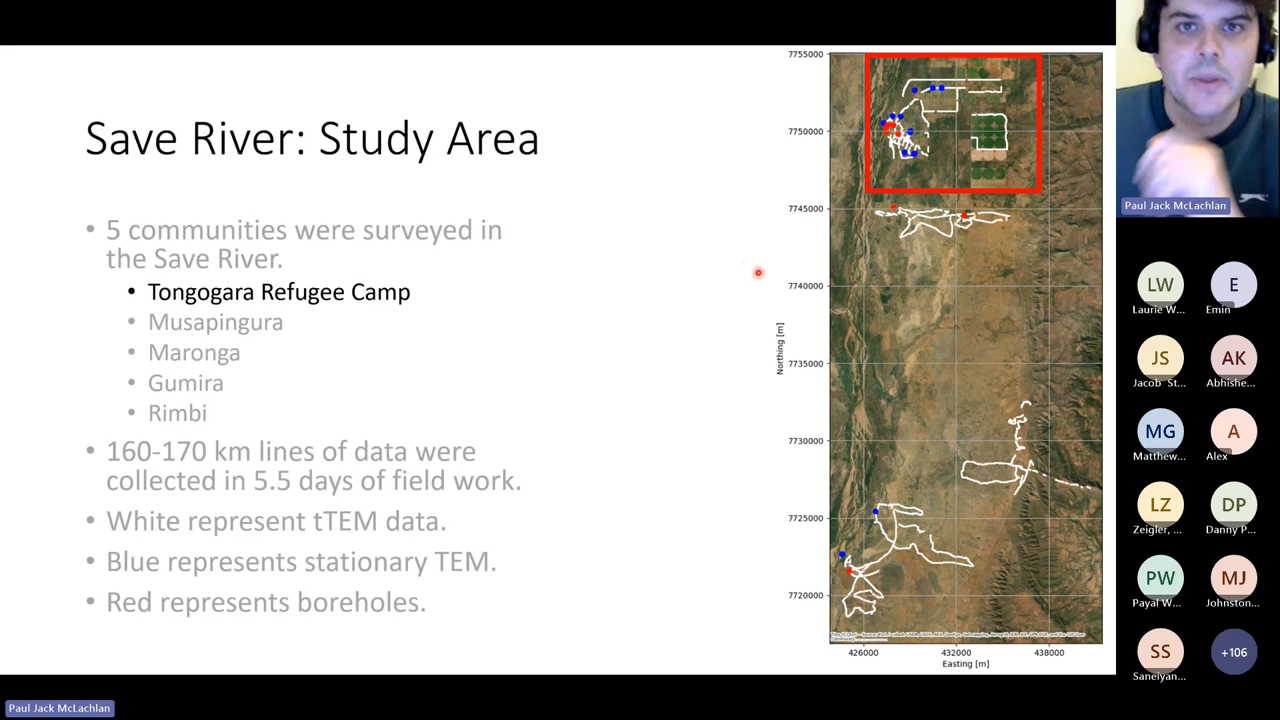 Save River: Study Area
• 5 communities were surveyed in
the Save River.
• Tongogara Refugee Camp
• Musapingura
• Maronga
• Gumira
• Rimbi
• 160-170 km lines of data were
collected in 5.5 days of field work.
• White represent tTEM data.
• Blue represents stationary TEM.
• Red represents boreholes.
Northing [m]
7755000
7750000
7745000
7740000
7735000
7730000
7725000
7720000
426000 432000 438000
Easting [m]
Paul Jack McLachlan
LW E
Laurie W... Emin
JS AK
Jacob St... Abhishe...
MG A
Matthew... Alex
LZ DP
Zeigler, ... Danny P...
PW MJ
Payal W... Johnston...
SS +106
Saneiyan...
Paul Jack McLachlan